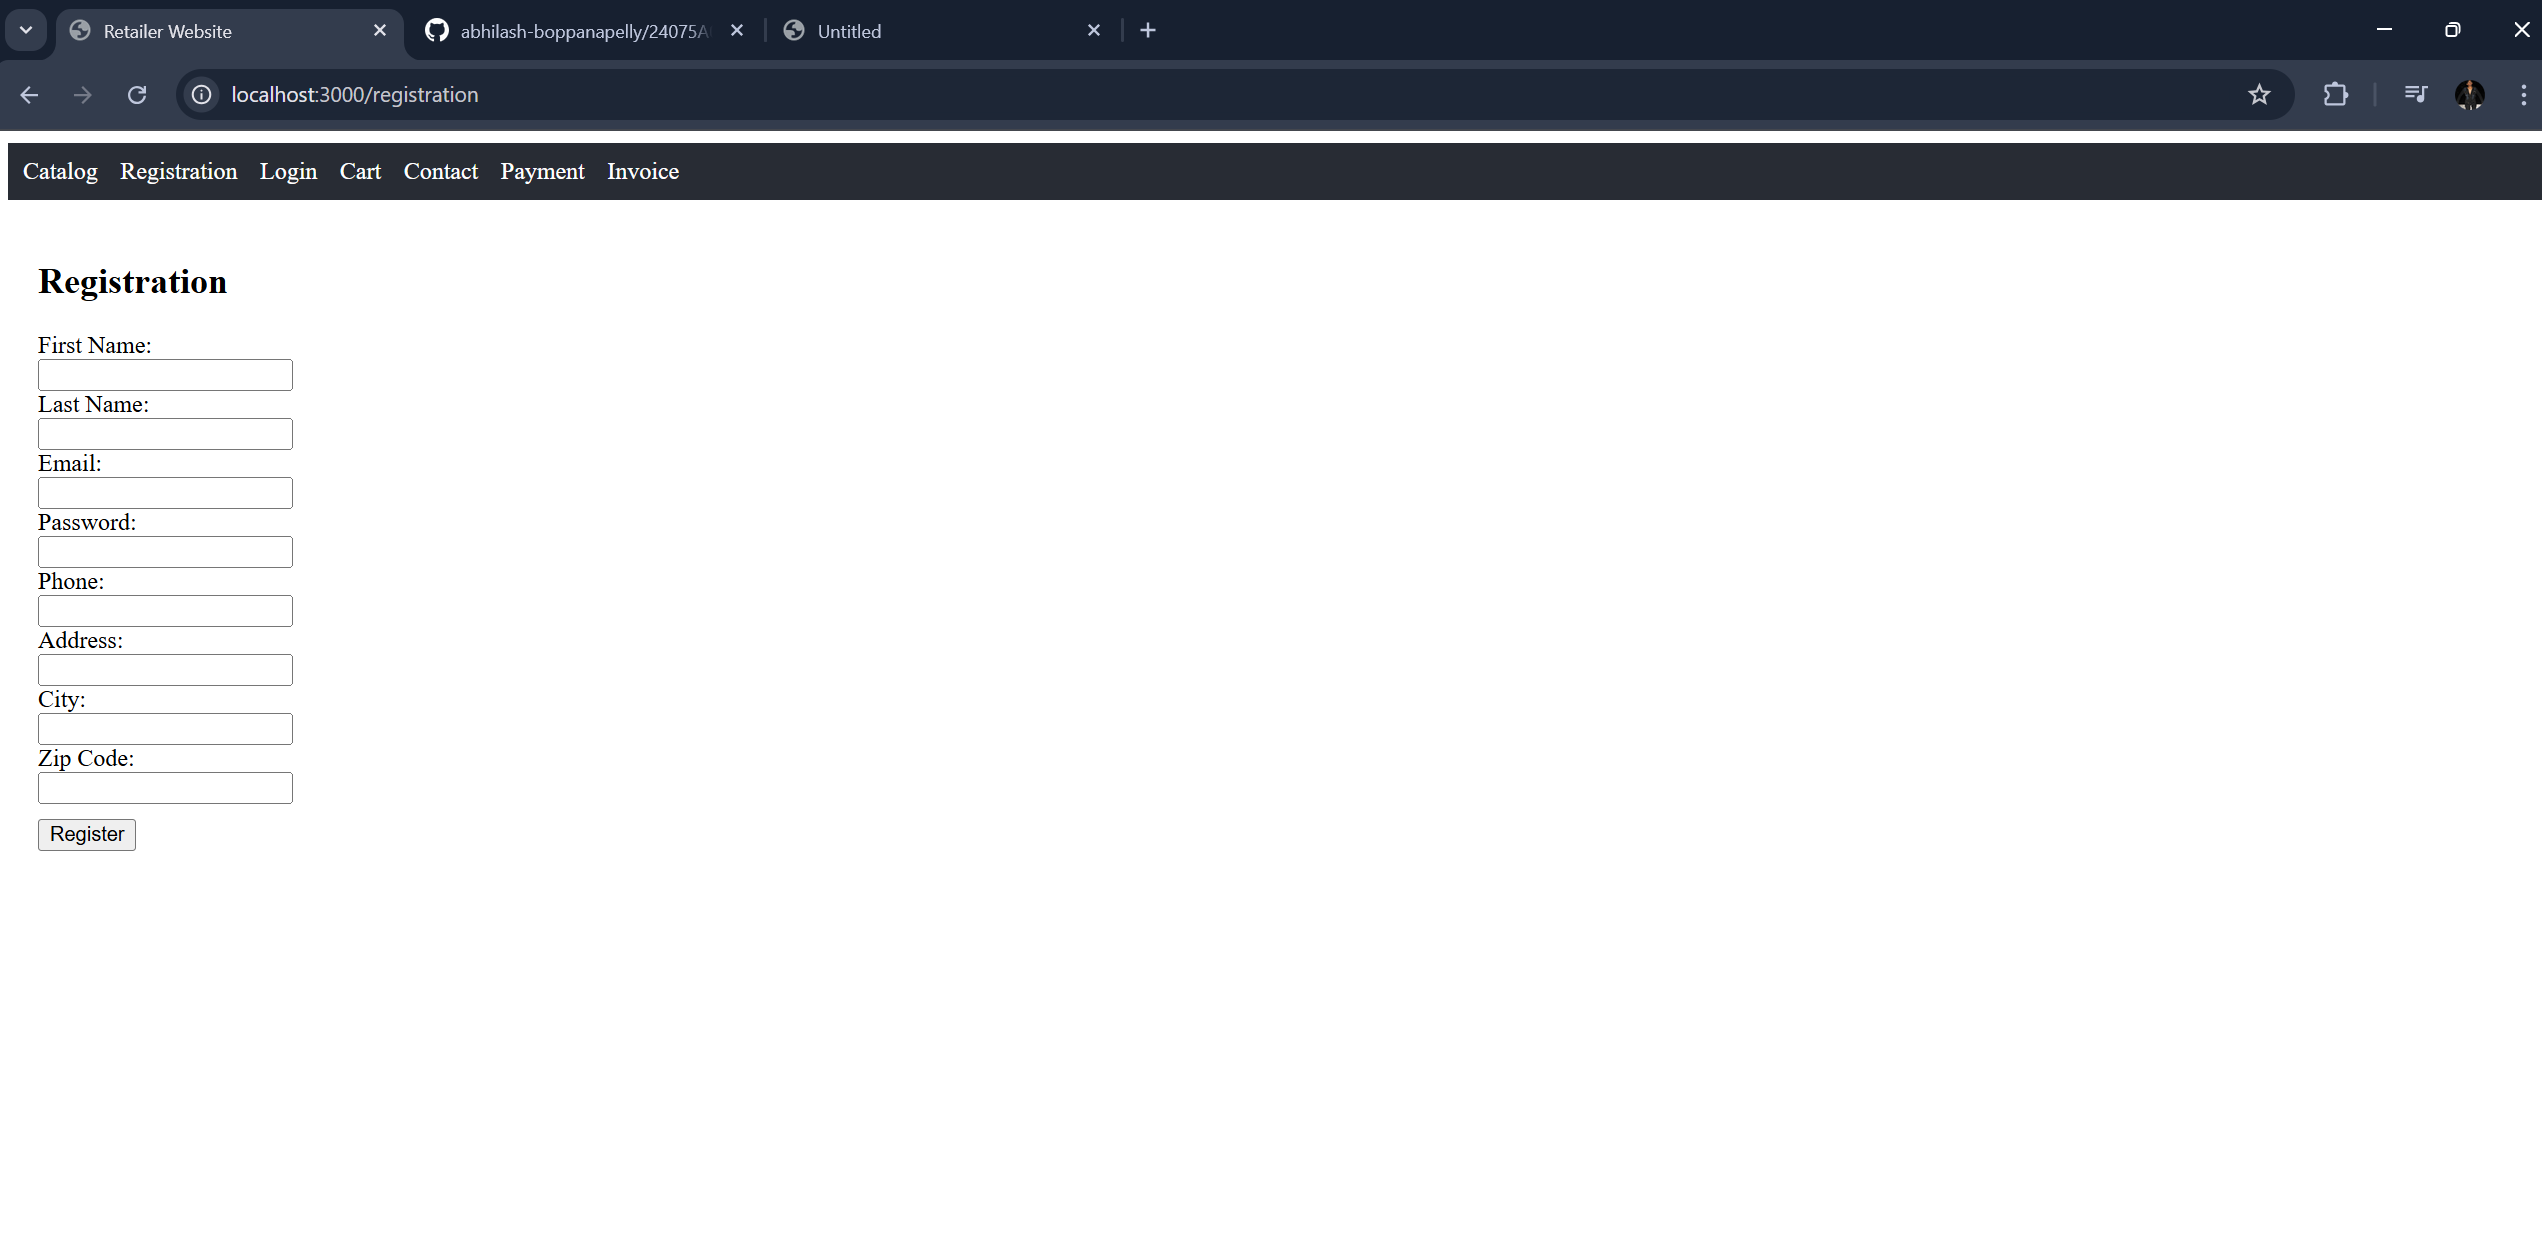 Retailer Website
abhilash-boppanapelly/24075A
Untitled
localhost:3000/registration
Catalog Registration Login Cart Contact Payment Invoice
Registration
First Name:
Last Name:
Email:
Password:
Phone:
Address:
City:
Zip Code:
Register